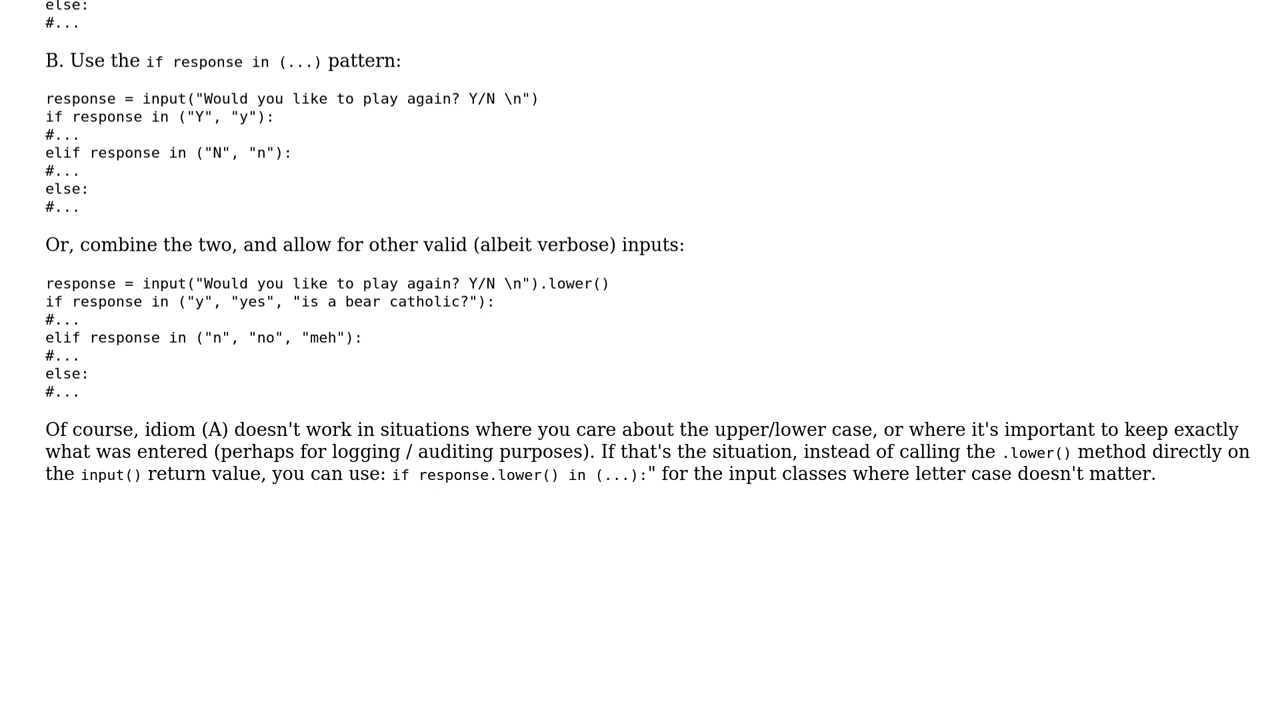 else:
#...
B. Use the if response in (...) pattern:
response = input("Would you like to play again? Y/N \n")
if response in ("Y", "y"):
#...
elif response in ("N", "n"):
#...
else:
#...
Or, combine the two, and allow for other valid (albeit verbose) inputs:
response = input("Would you like to play again? Y/N \n").lower()
if response in ("y", "yes", "is a bear catholic?"):
#...
elif response in ("n", "no", "meh"):
#...
else:
#...
Of course, idiom (A) doesn't work in situations where you care about the upper/lower case, or where it's important to keep exactly
what was entered (perhaps for logging / auditing purposes). If that's the situation, instead of calling the .lower() method directly on
the input() return value, you can use: if response.lower() in (...):" for the input classes where letter case doesn't matter.